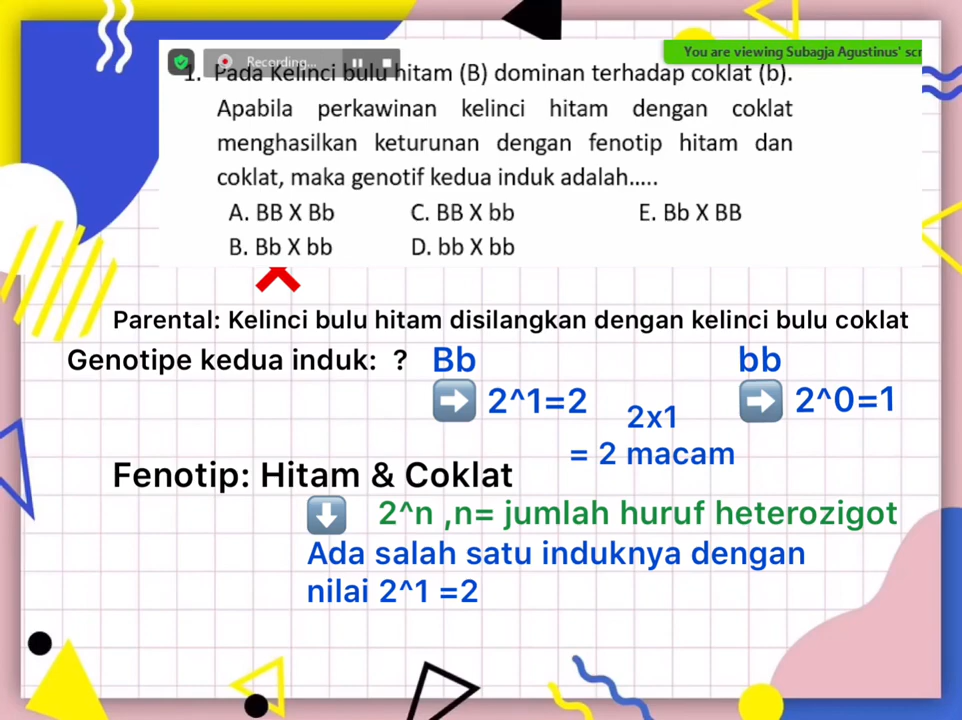 You are viewing Subagja Agustinus' scr
Recording...
1. Pada Kelinci bulu hitam (B) dominan terhadap coklat (b).
Apabila perkawinan kelinci hitam dengan coklat
menghasilkan keturunan dengan fenotip hitam dan
coklat, maka genotif kedua induk adalah.....
A. BB X Bb C. BB X bb E. Bb X BB
B. Bb X bb D. bb X bb
Parental: Kelinci bulu hitam disilangkan dengan kelinci bulu coklat
Genotipe kedua induk: ? Bb bb
➡ 2^1=2 ➡ 2^0=1
2x1
= 2 macam
Fenotip: Hitam & Coklat
⬇ 2^n ,n= jumlah huruf heterozigot
Ada salah satu induknya dengan
nilai 2^1 =2